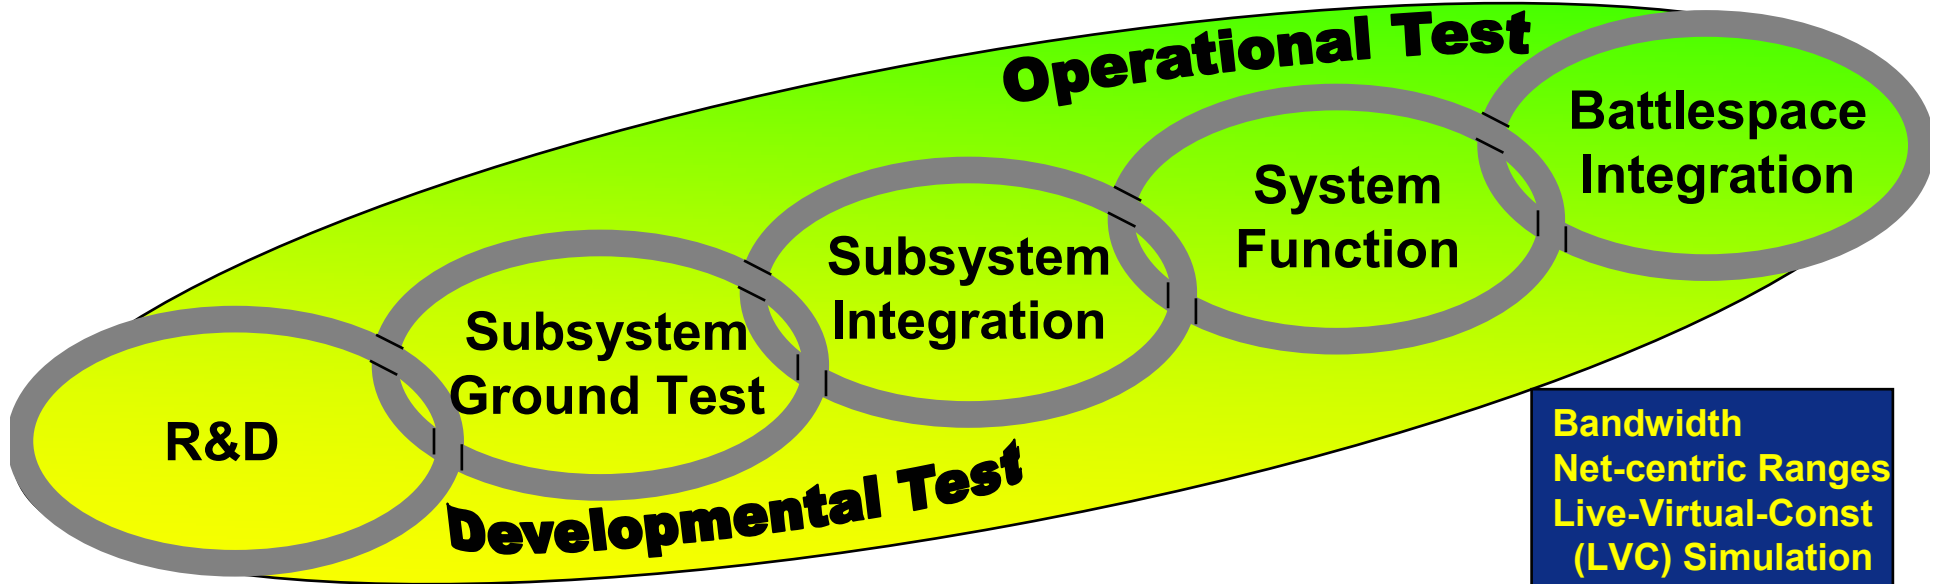 Operational Test
Battlespace
Integration
System
Function
Subsystem
Integration
Subsystem
Ground Test
R&D
Developmental Test
Bandwidth
Net-centric Ranges
Live-Virtual-Const
(LVC) Simulation